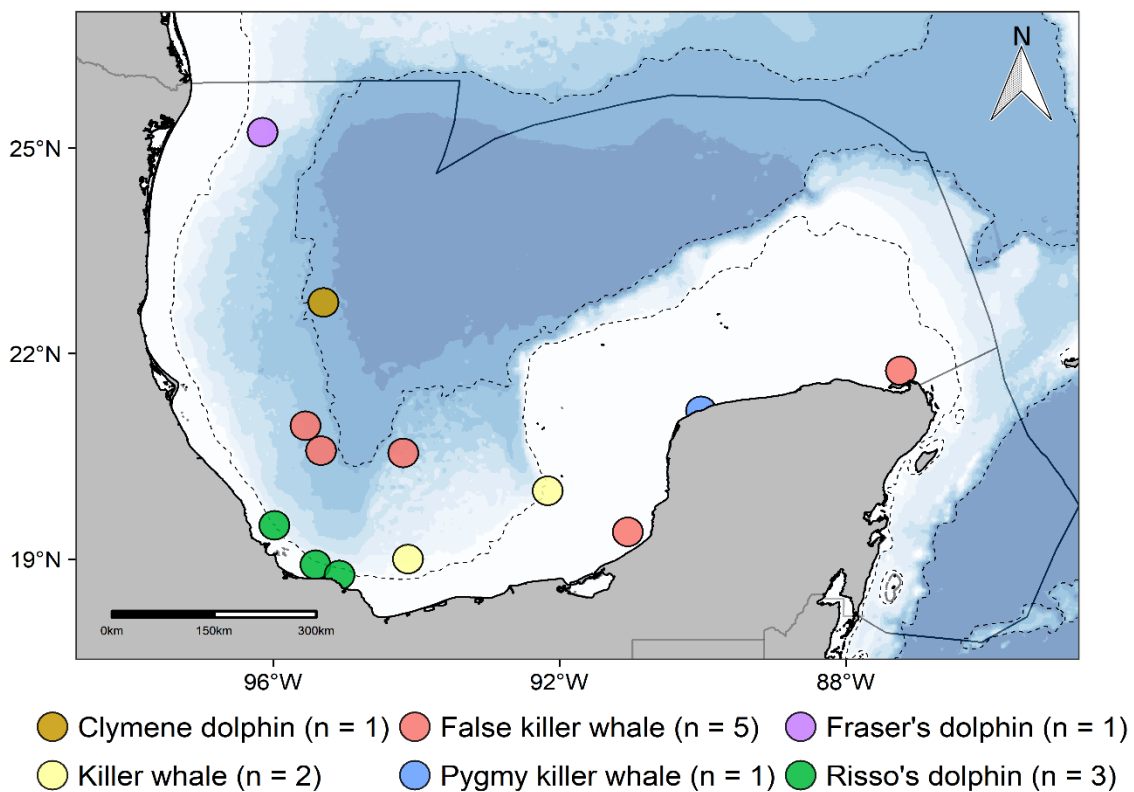 N
25°N
22°N
19°N
0km 150km 300km
96°W 92°W 88°W
Clymene dolphin (n = 1) False killer whale (n = 5) Fraser's dolphin (n = 1)
Killer whale (n = 2) Pygmy killer whale (n = 1) Risso's dolphin (n = 3)